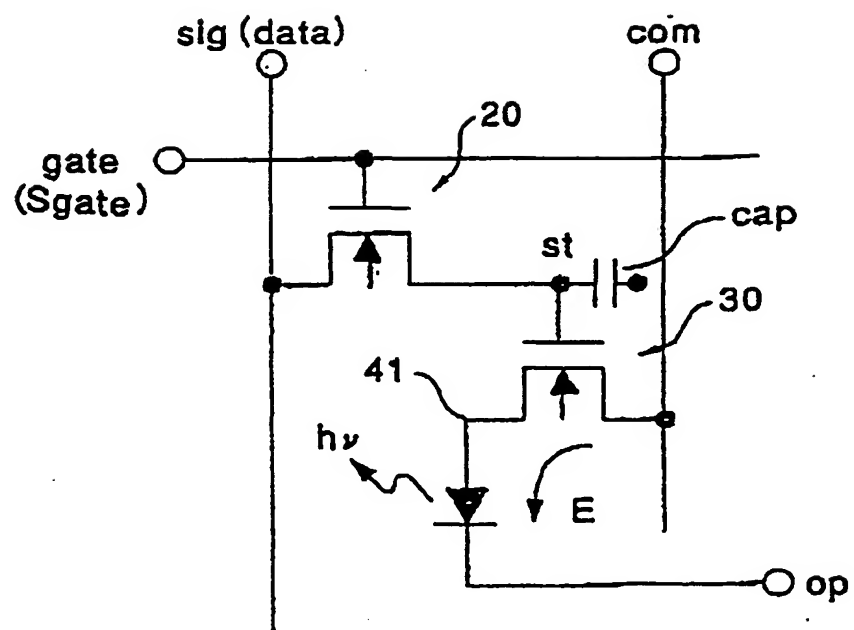 sig (data)
com
20
gate
(Sgate)
cap
st
30
41
hν
E
op